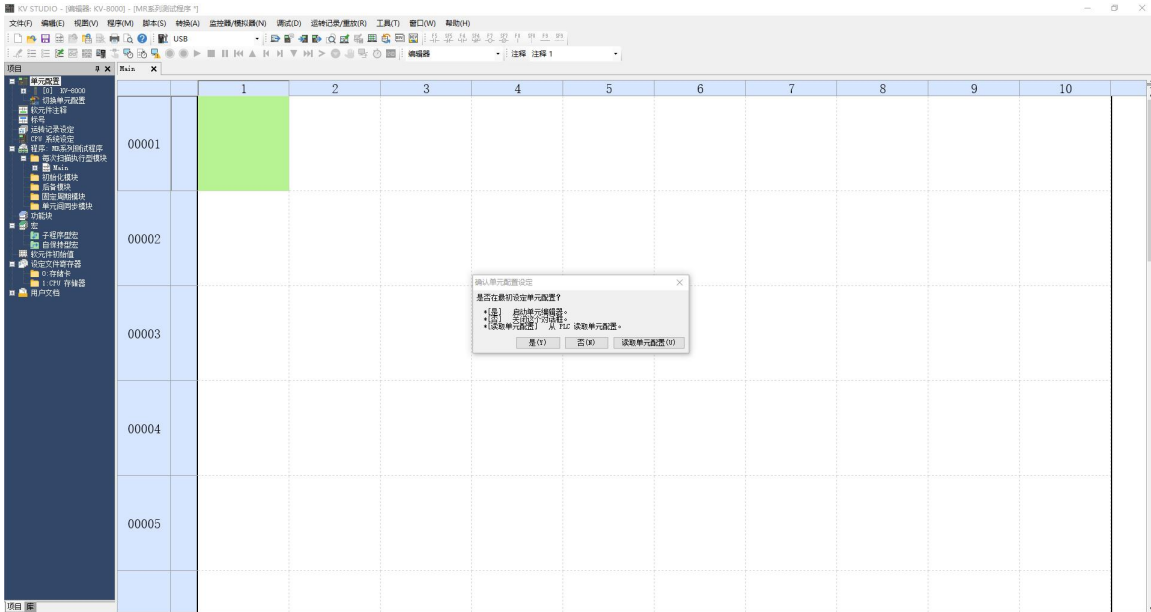 KV STUDIO - [编辑器: KV-8000] - [MR系列测试程序 *]
文件(F) 编辑(E) 视图(V) 程序(M) 脚本(S) 转换(A) 监控器/模拟器(N) 调试(D) 运转记录/重放(R) 工具(T) 窗口(W) 帮助(H)
USB
编辑器 注释 注释 1
项目
Main
单元配置
[0] KV-8000
切换单元配置
软元件注释
标号
运转记录设定
CPU 系统设定
程序: MR系列测试程序
每次扫描执行型模块
Main
初始化模块
后备模块
固定周期模块
单元间同步模块
功能块
宏
子程序型宏
自保持型宏
软元件初始值
设定文件寄存器
0:存储卡
1:CPU 存储器
用户文档
1 2 3 4 5 6 7 8 9 10
00001
00002
00003
00004
00005
确认单元配置设定
是否在最初设定单元配置?
*[是] 启动单元编辑器。
*[否] 关闭这个对话框。
*[读取单元配置] 从 PLC 读取单元配置。
是(Y) 否(N) 读取单元配置(U)
项目 库